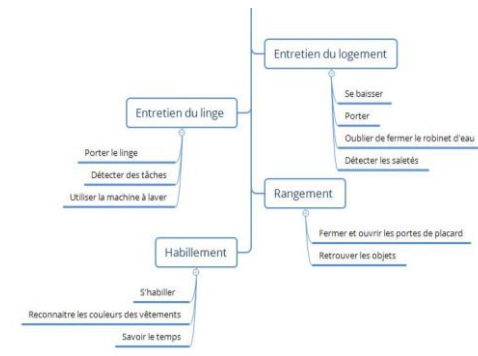 Entretien du logement
Se baisser
Porter
Oublier de fermer le robinet d'eau
Détecter les saletés
Entretien du linge
Porter le linge
Détecter des tâches
Utiliser la machine à laver
Rangement
Fermer et ouvrir les portes de placard
Retrouver les objets
Habillement
S'habiller
Reconnaitre les couleurs des vêtements
Savoir le temps